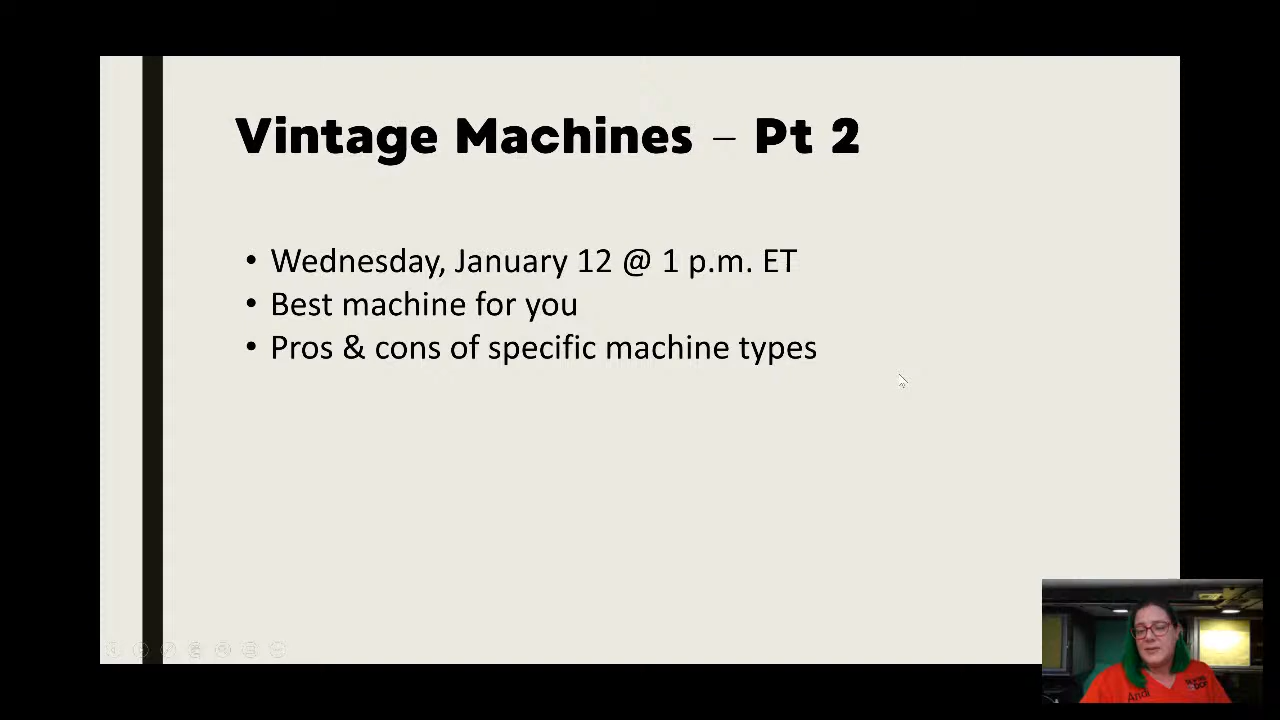 Vintage Machines – Pt 2
• Wednesday, January 12 @ 1 p.m. ET
• Best machine for you
• Pros & cons of specific machine types
Andi